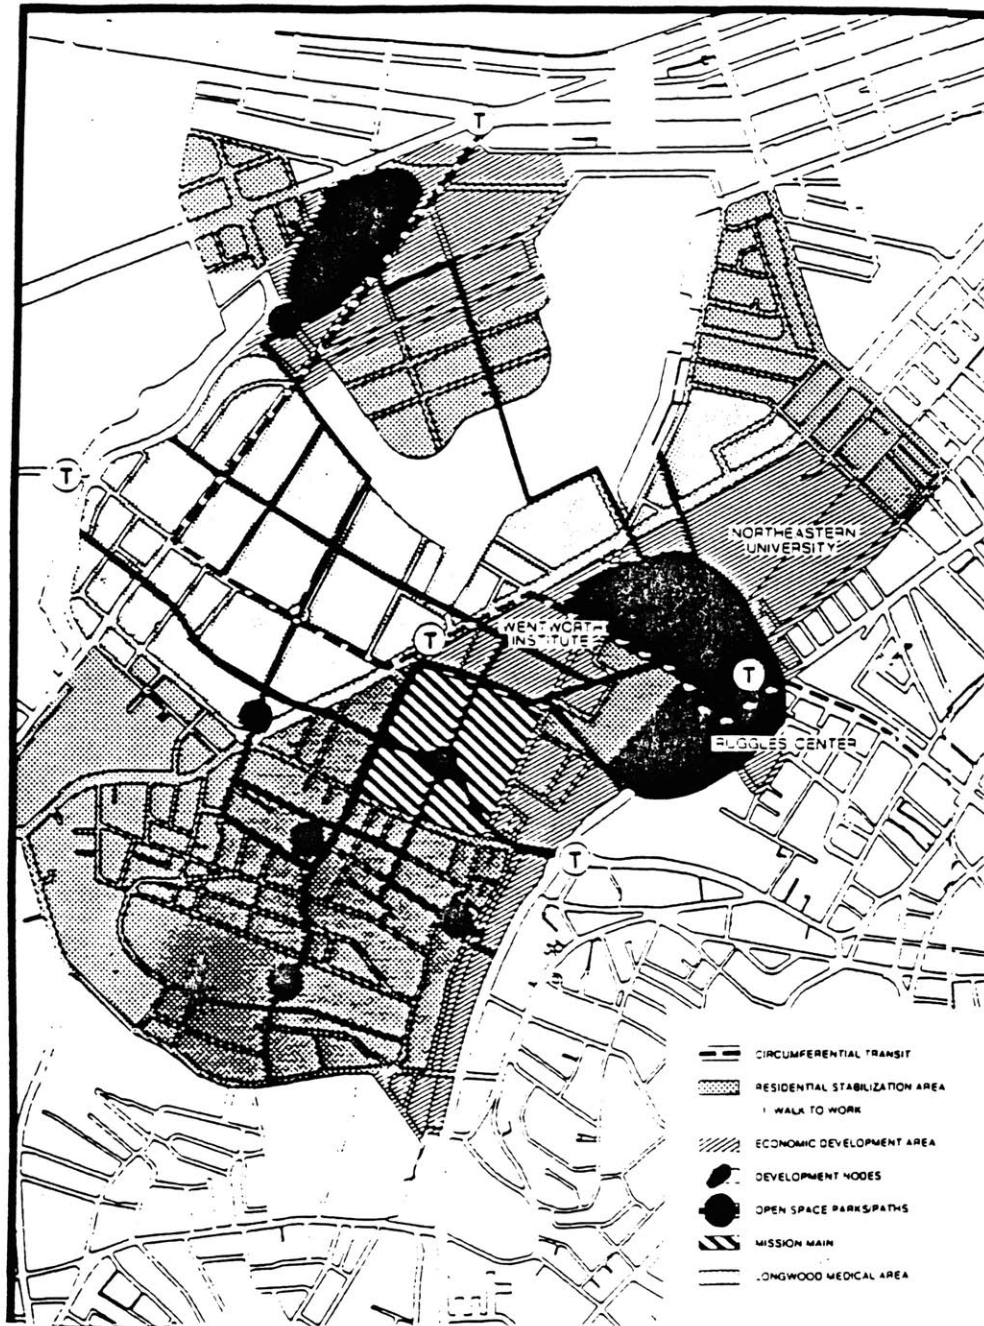 T
T
NORTHEASTERN
UNIVERSITY
WENTWORTH
INSTITUTE
T
T
RUGGLES CENTER
T
CIRCUMFERENTIAL TRANSIT
RESIDENTIAL STABILIZATION AREA
WALK TO WORK
ECONOMIC DEVELOPMENT AREA
DEVELOPMENT NODES
OPEN SPACE PARKS/PATHS
MISSION MAIN
LONGWOOD MEDICAL AREA